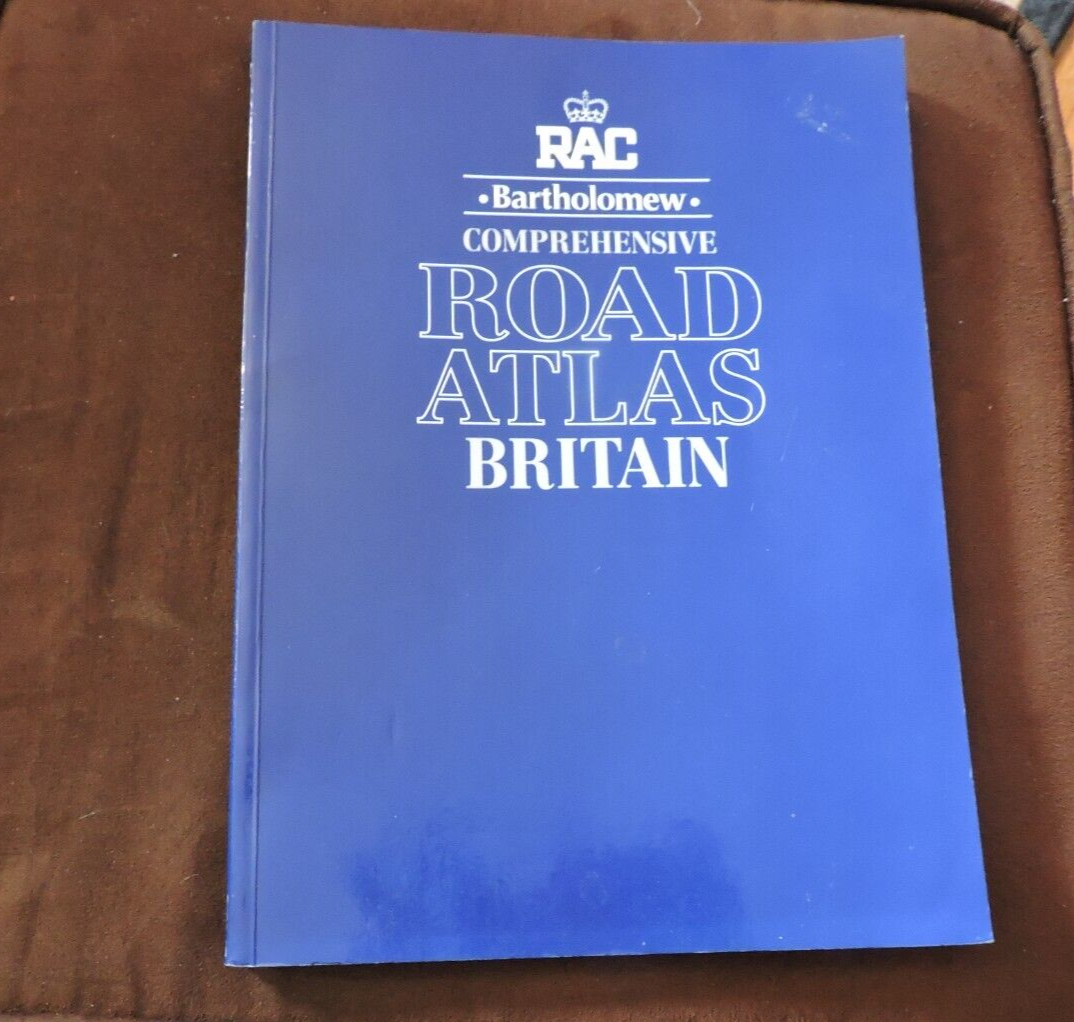 RAC
•Bartholomew•
COMPREHENSIVE
ROAD
ATLAS
BRITAIN